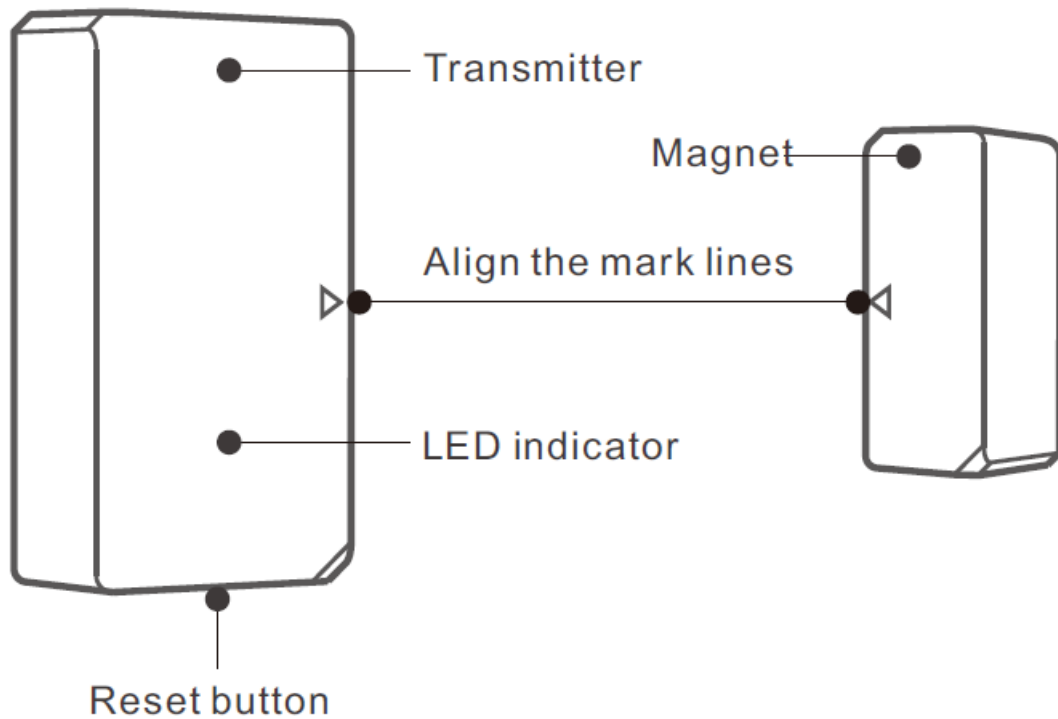 Transmitter
Magnet
Align the mark lines
LED indicator
Reset button